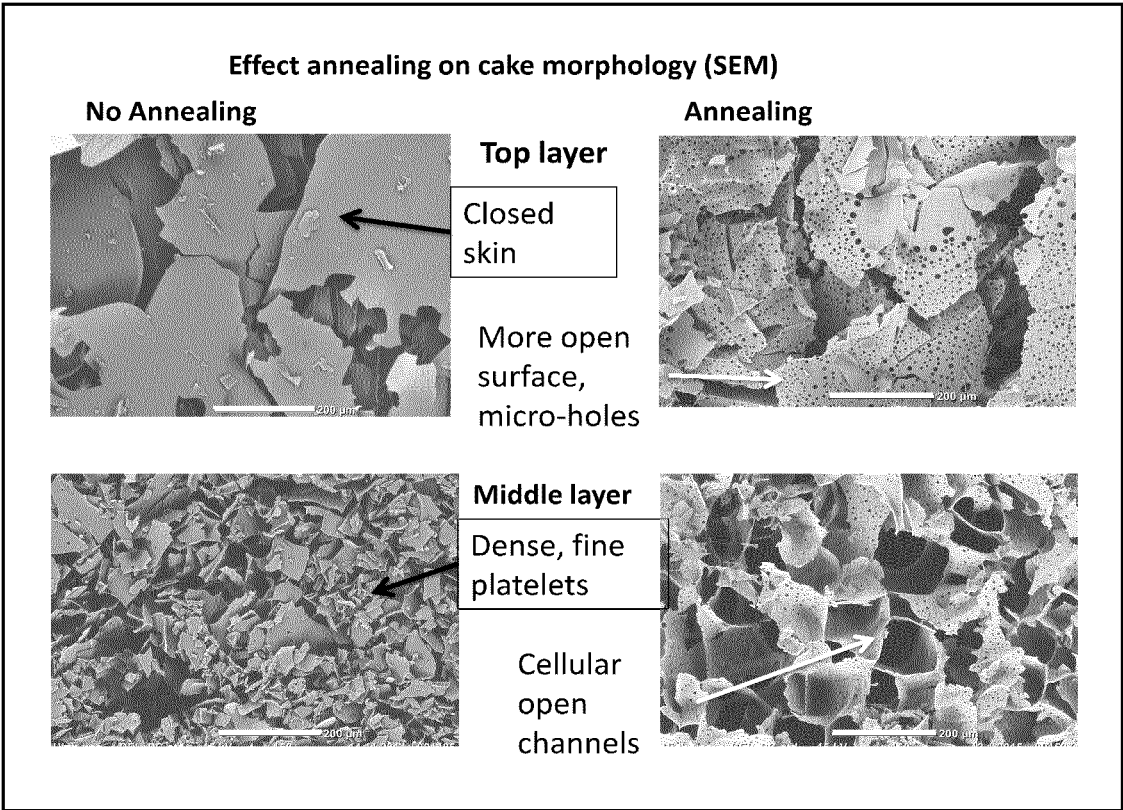 Effect annealing on cake morphology (SEM)
No Annealing
Annealing
Top layer
Closed
skin
More open
surface,
micro-holes
200 µm
200 µm
Middle layer
Dense, fine
platelets
Cellular
open
channels
200 µm
200 µm